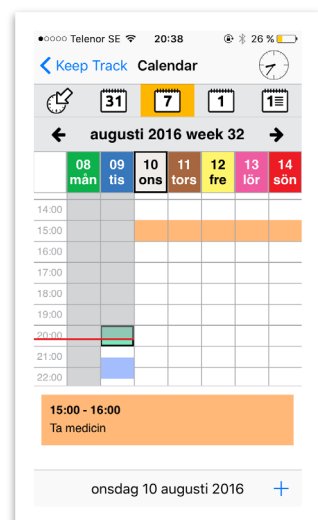 Telenor SE 20:38 26 %
Keep Track Calendar 7
31 7 1 1
augusti 2016 week 32
08 09 10 11 12 13 14
mån tis ons tors fre lör sön
14:00
15:00
16:00
17:00
18:00
19:00
20:00
21:00
22:00
15:00 - 16:00
Ta medicin
onsdag 10 augusti 2016 +